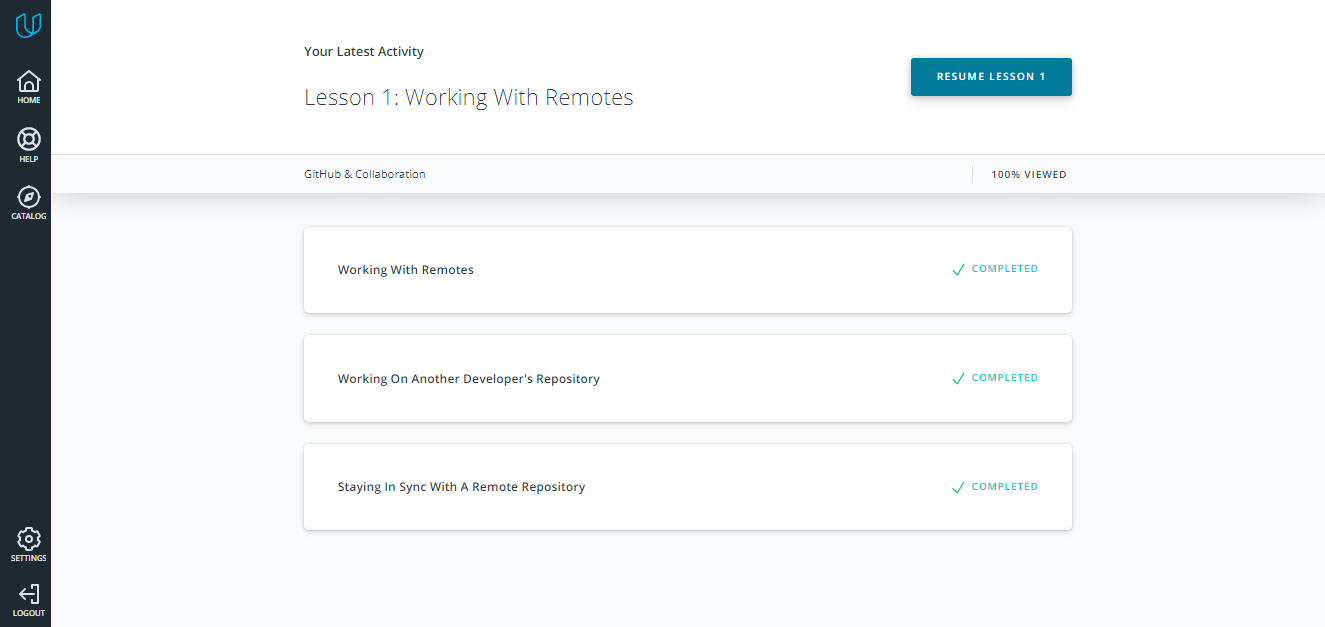 HOME
HELP
CATALOG
SETTINGS
LOGOUT
Your Latest Activity
Lesson 1: Working With Remotes
RESUME LESSON 1
GitHub & Collaboration
100% VIEWED
Working With Remotes
COMPLETED
Working On Another Developer's Repository
COMPLETED
Staying In Sync With A Remote Repository
COMPLETED